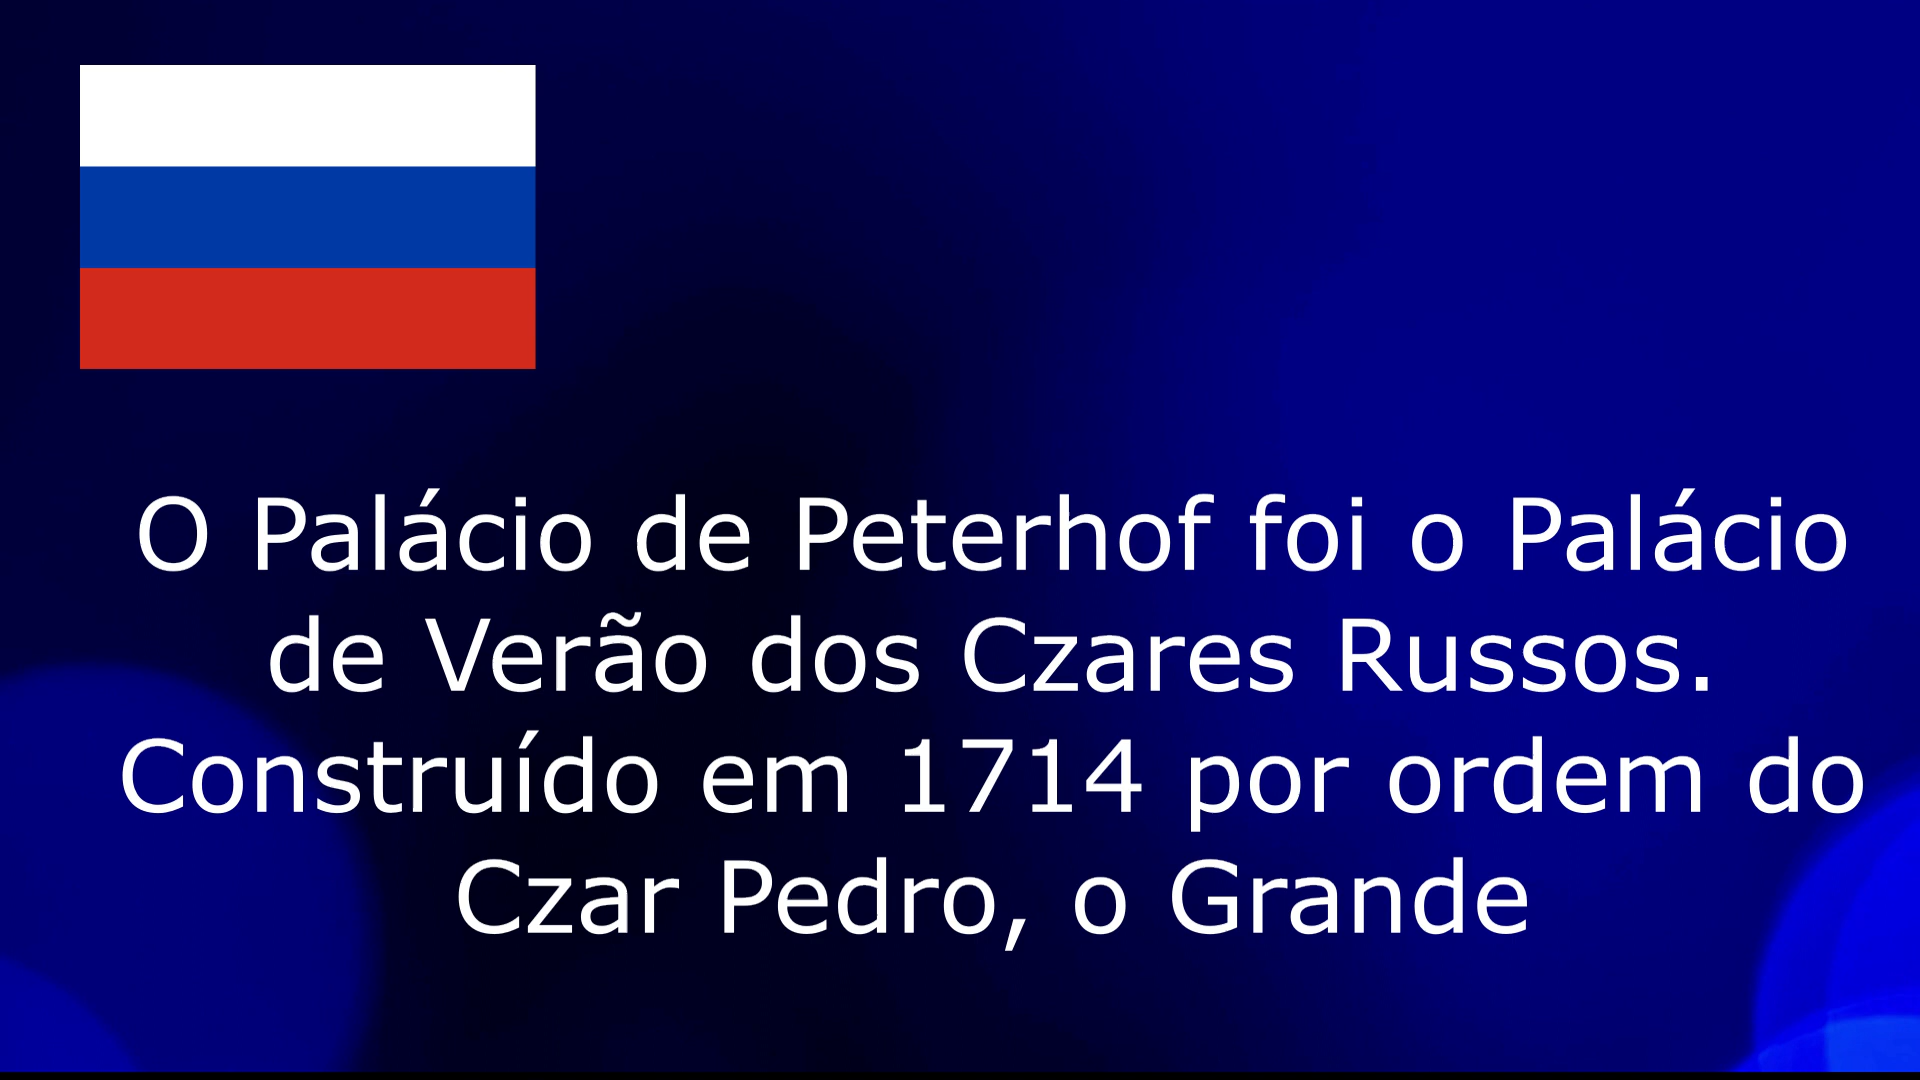 O Palácio de Peterhof foi o Palácio
de Verão dos Czares Russos.
Construído em 1714 por ordem do
Czar Pedro, o Grande